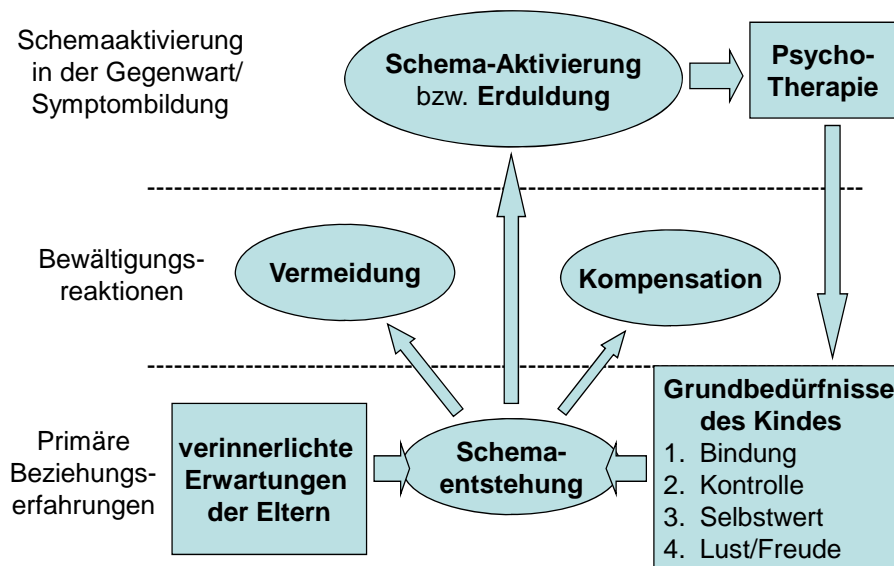 Schemaaktivierung
in der Gegenwart/
Symptombildung
Schema-Aktivierung
bzw. Erduldung
Psycho-
Therapie
Bewältigungs-
reaktionen
Vermeidung
Kompensation
Primäre
Beziehungs-
erfahrungen
verinnerlichte
Erwartungen
der Eltern
Schema-
entstehung
Grundbedürfnisse
des Kindes
1. Bindung
2. Kontrolle
3. Selbstwert
4. Lust/Freude